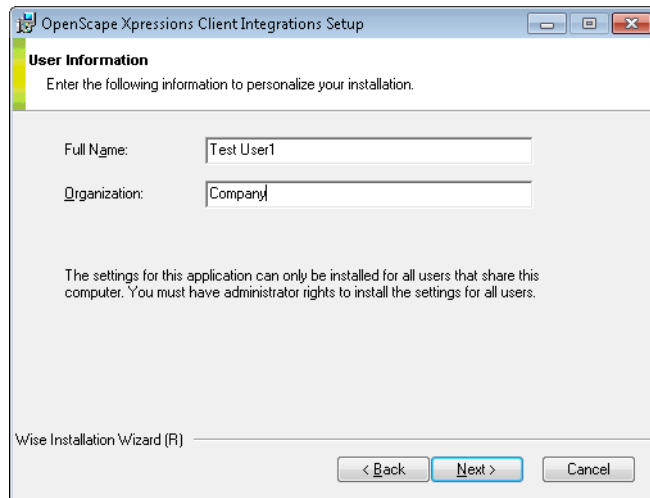 OpenScape Xpressions Client Integrations Setup
User Information
Enter the following information to personalize your installation.
Full Name: Test User1
Organization: Company
The settings for this application can only be installed for all users that share this
computer. You must have administrator rights to install the settings for all users.
Wise Installation Wizard (R)
< Back Next > Cancel